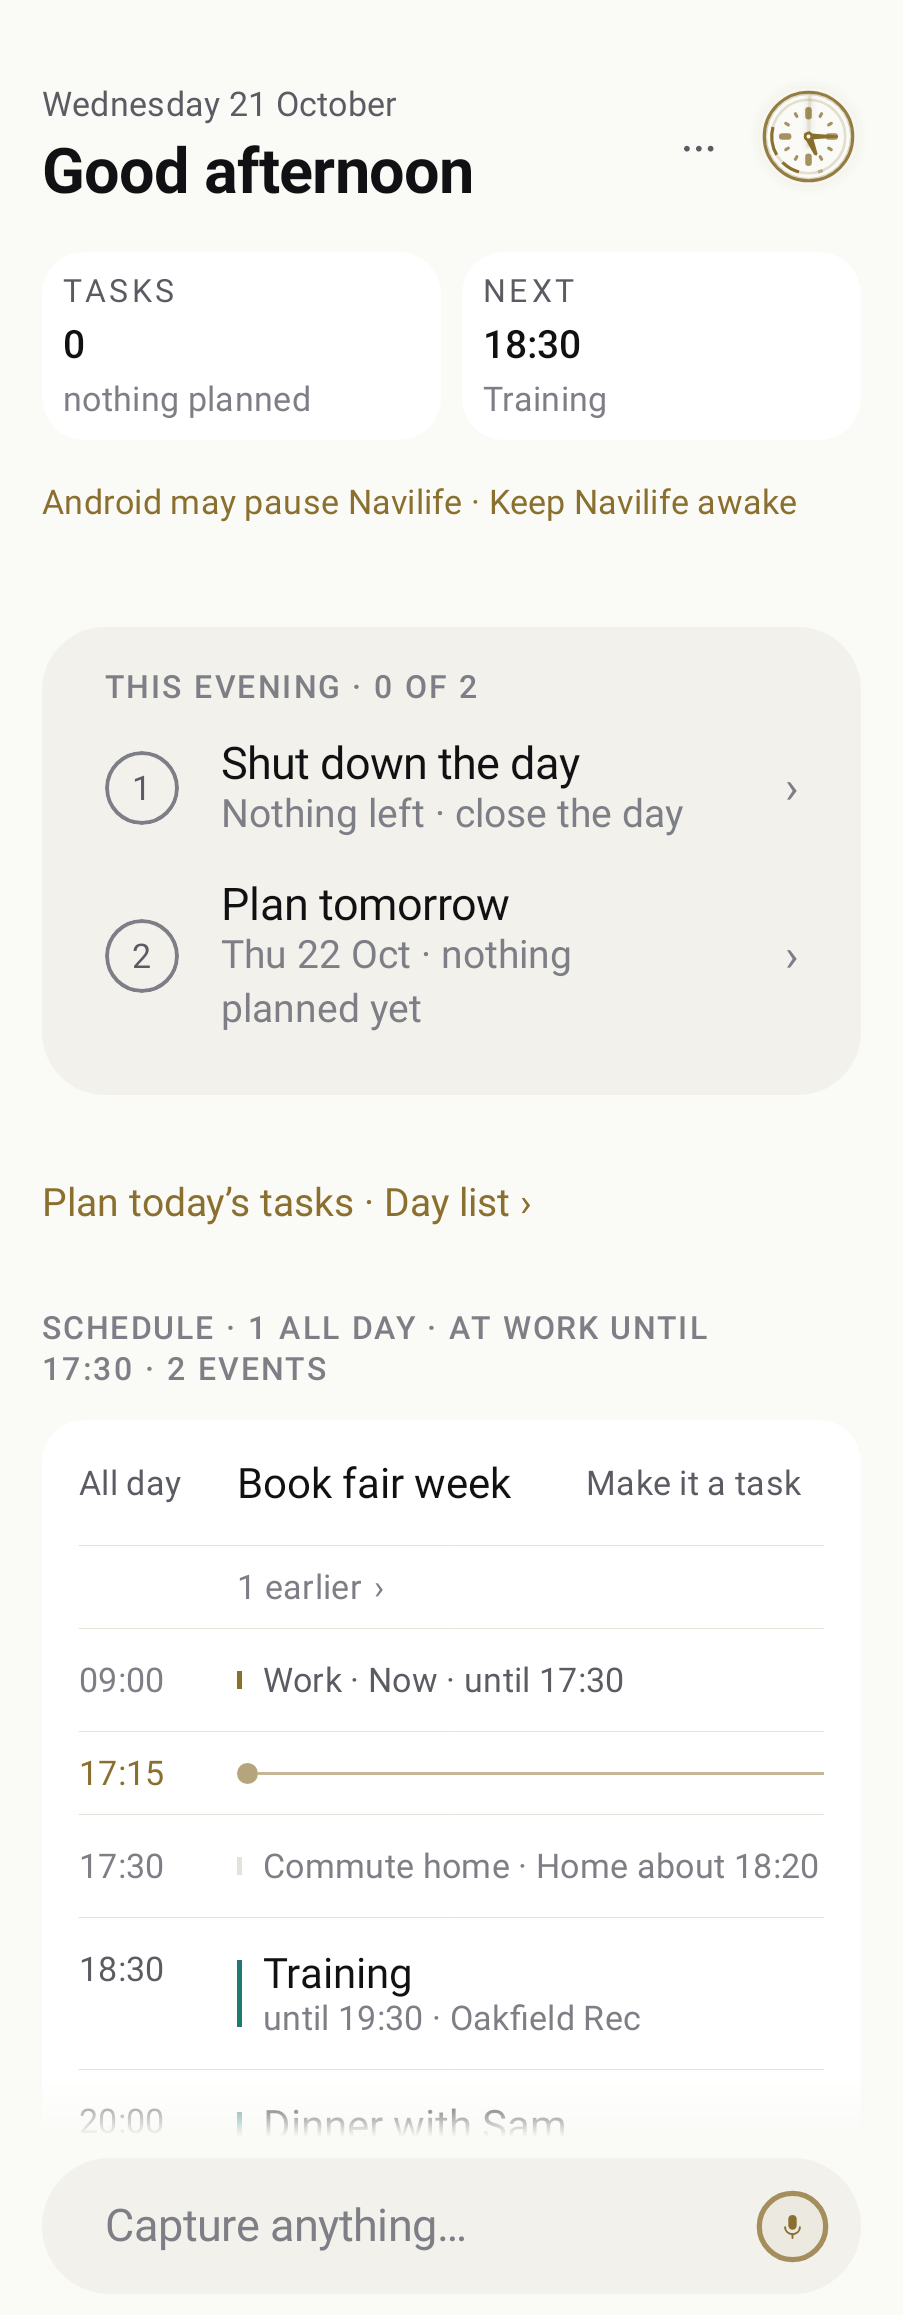 Wednesday 21 October
Good afternoon
...
TASKS
0
nothing planned
NEXT
18:30
Training
Android may pause Navilife · Keep Navilife awake
THIS EVENING · 0 OF 2
1
Shut down the day
Nothing left · close the day
›
2
Plan tomorrow
Thu 22 Oct · nothing
planned yet
›
Plan today’s tasks · Day list ›
SCHEDULE · 1 ALL DAY · AT WORK UNTIL
17:30 · 2 EVENTS
All day Book fair week Make it a task
1 earlier ›
09:00 Work · Now · until 17:30
17:15
17:30 Commute home · Home about 18:20
18:30 Training
until 19:30 · Oakfield Rec
20:00 Dinner with Sam
Capture anything…